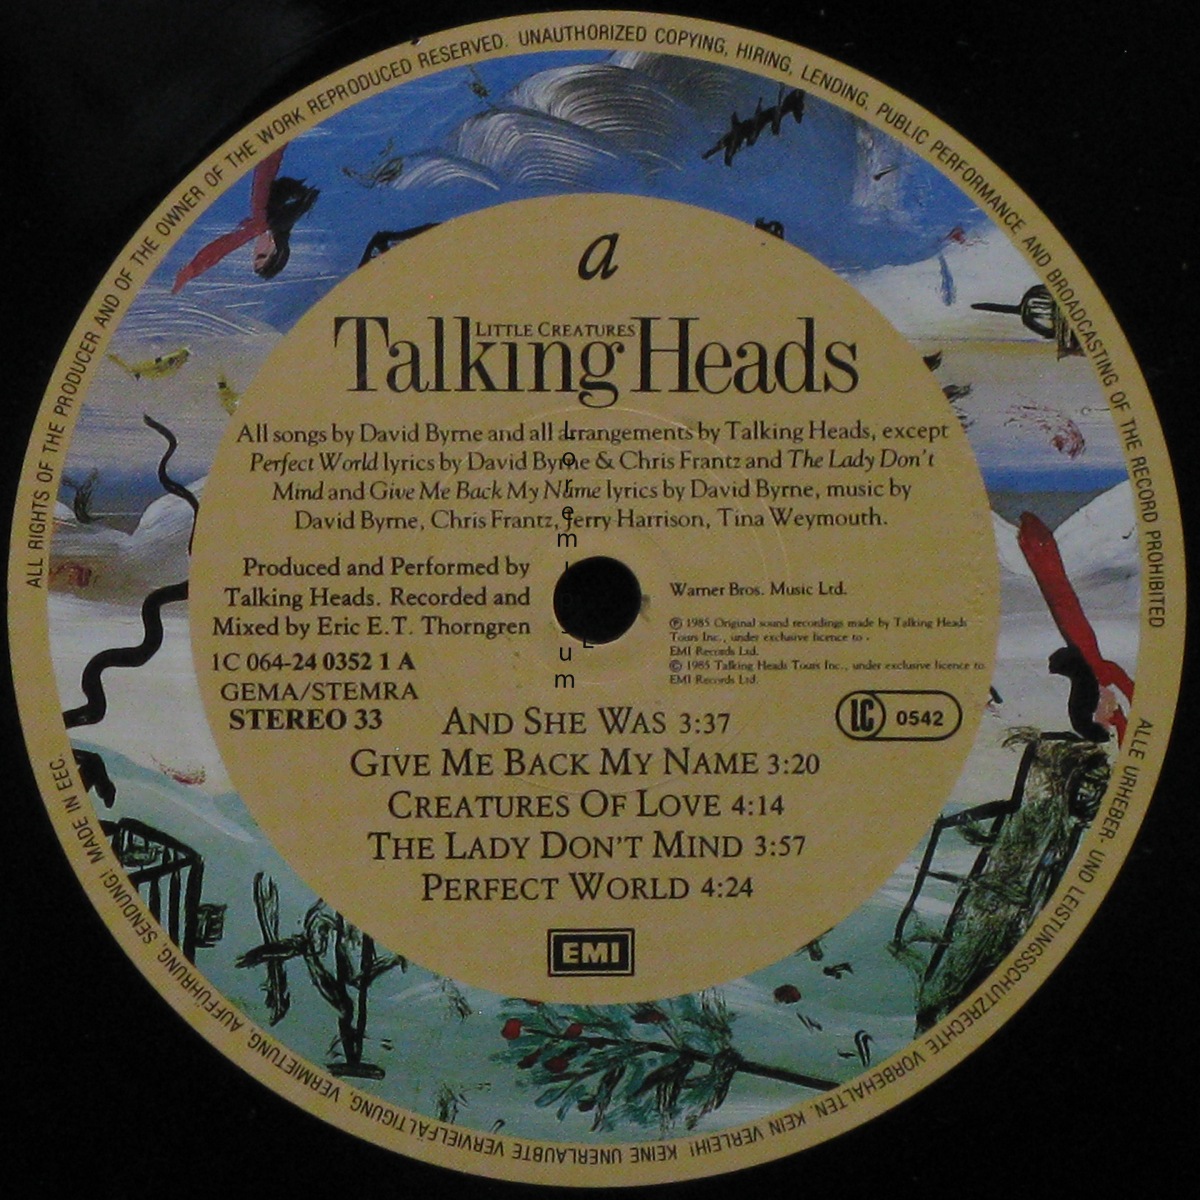 ALL RIGHTS OF THE PRODUCER AND OF THE OWNER OF THE WORK REPRODUCED RESERVED. UNAUTHORIZED COPYING, HIRING, LENDING, PUBLIC PERFORMANCE AND BROADCASTING OF THE RECORD PROHIBITED
a
LITTLE CREATURES
Talking Heads
All songs by David Byrne and all arrangements by Talking Heads, except
Perfect World lyrics by David Byrne & Chris Frantz and The Lady Don't
Mind and Give Me Back My Name lyrics by David Byrne, music by
David Byrne, Chris Frantz, Jerry Harrison, Tina Weymouth.
Produced and Performed by
Talking Heads. Recorded and
Mixed by Eric E.T. Thorngren
1C 064-24 0352 1 A
GEMA/STEMRA
STEREO 33
Warner Bros. Music Ltd.
Ⓟ 1985 Original sound recordings made by Talking Heads
Tours Inc., under exclusive licence to -
EMI Records Ltd.
© 1985 Talking Heads Tours Inc., under exclusive licence to
EMI Records Ltd.
LC 0542
AND SHE WAS 3:37
GIVE ME BACK MY NAME 3:20
CREATURES OF LOVE 4:14
THE LADY DON'T MIND 3:57
PERFECT WORLD 4:24
EMI
ALLE URHEBER- UND LEISTUNGSSCHUTZRECHTE VORBEHALTEN. KEIN VERLEIH! KEINE UNERLAUBTE VERVIELFÄLTIGUNG, VERMIETUNG, AUFFÜHRUNG, SENDUNG! MADE IN EEC